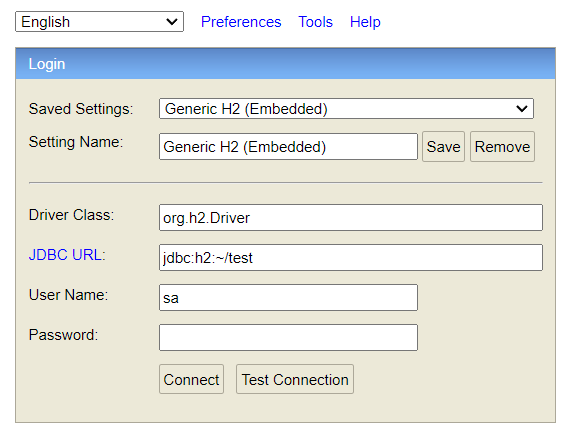 English Preferences Tools Help
Login
Saved Settings: Generic H2 (Embedded)
Setting Name: Generic H2 (Embedded) Save Remove
Driver Class: org.h2.Driver
JDBC URL: jdbc:h2:~/test
User Name: sa
Password:
Connect Test Connection